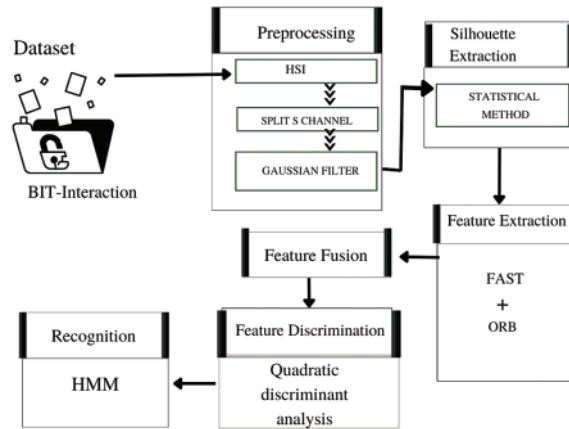 Dataset
BIT-Interaction
Preprocessing
HSI
SPLIT S CHANNEL
GAUSSIAN FILTER
Silhouette
Extraction
STATISTICAL
METHOD
Feature Extraction
FAST
+
ORB
Feature Fusion
Feature Discrimination
Quadratic
discriminant
analysis
Recognition
HMM